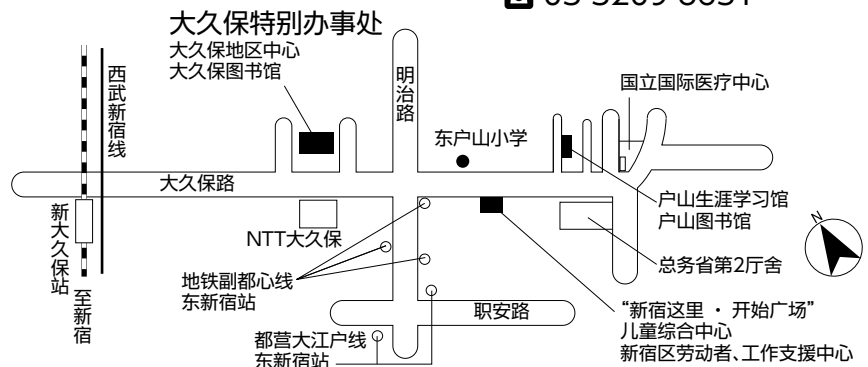 大久保特别办事处
大久保地区中心
大久保图书馆
西武新宿线
明治路
国立国际医疗中心
东户山小学
大久保路
户山生涯学习馆
户山图书馆
新大久保站
NTT大久保
N
总务省第2厅舍
地铁副都心线
东新宿站
至新宿
职安路
“新宿这里 · 开始广场”
儿童综合中心
新宿区劳动者、工作支援中心
都营大江户线
东新宿站